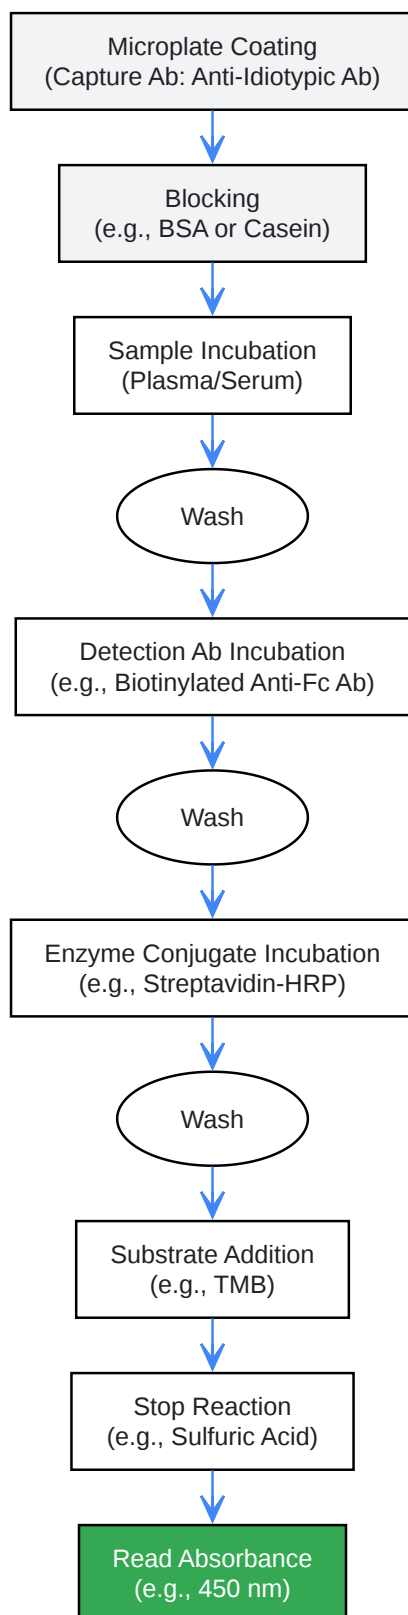 Microplate Coating
(Capture Ab: Anti-Idiotypic Ab)
Blocking
(e.g., BSA or Casein)
Sample Incubation
(Plasma/Serum)
Wash
Detection Ab Incubation
(e.g., Biotinylated Anti-Fc Ab)
Wash
Enzyme Conjugate Incubation
(e.g., Streptavidin-HRP)
Wash
Substrate Addition
(e.g., TMB)
Stop Reaction
(e.g., Sulfuric Acid)
Read Absorbance
(e.g., 450 nm)